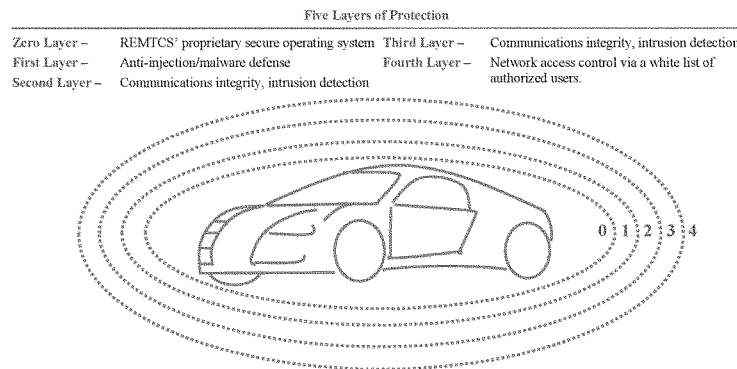 Five Layers of Protection
Zero Layer – REMTCS' proprietary secure operating system Third Layer – Communications integrity, intrusion detection
First Layer – Anti-injection/malware defense Fourth Layer – Network access control via a white list of
authorized users.
Second Layer – Communications integrity, intrusion detection
0 1 2 3 4